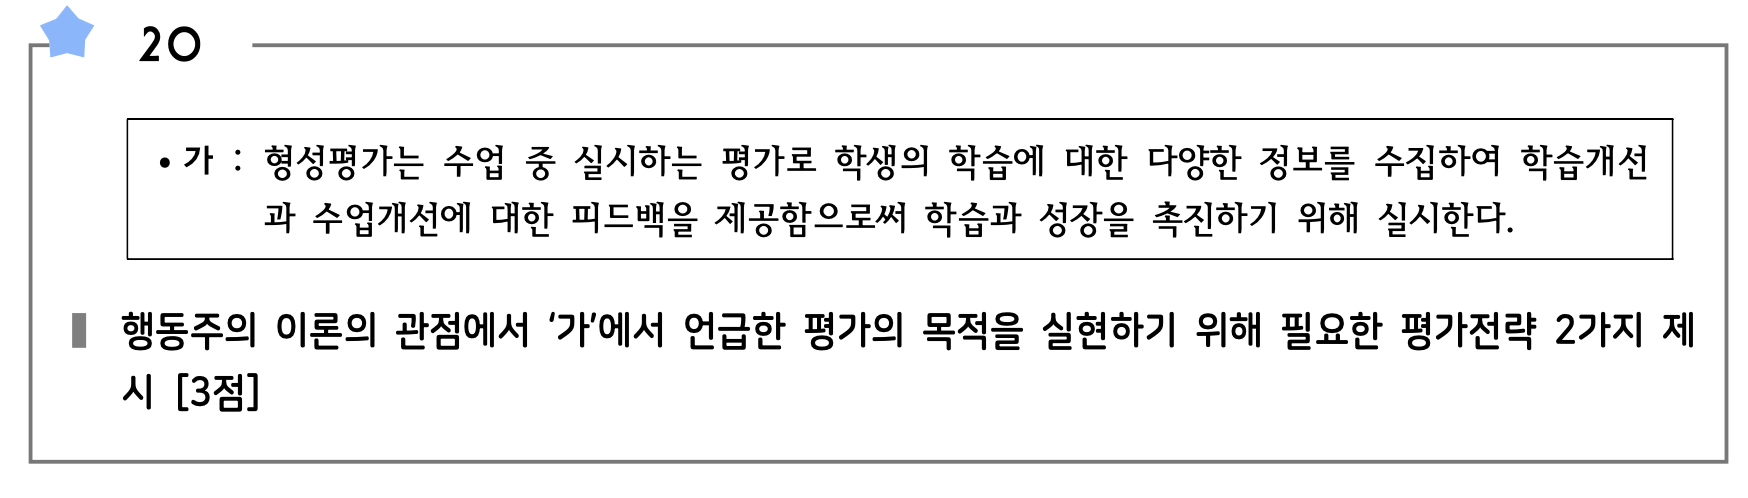 20
• 가 : 형성평가는 수업 중 실시하는 평가로 학생의 학습에 대한 다양한 정보를 수집하여 학습개선
과 수업개선에 대한 피드백을 제공함으로써 학습과 성장을 촉진하기 위해 실시한다.
행동주의 이론의 관점에서 ‘가’에서 언급한 평가의 목적을 실현하기 위해 필요한 평가전략 2가지 제
시 [3점]